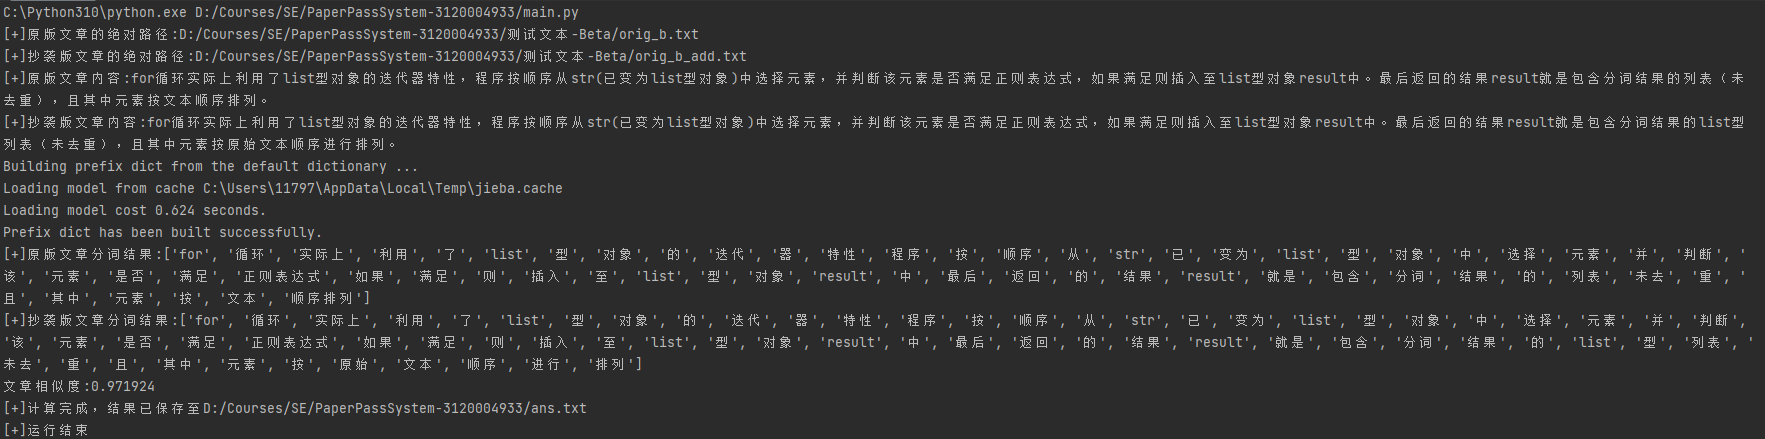 C:\Python310\python.exe D:/Courses/SE/PaperPassSystem-3120004933/main.py
[+]原版文章的绝对路径:D:/Courses/SE/PaperPassSystem-3120004933/测试文本-Beta/orig_b.txt
[+]抄装版文章的绝对路径:D:/Courses/SE/PaperPassSystem-3120004933/测试文本-Beta/orig_b_add.txt
[+]原版文章内容:for循环实际上利用了list型对象的迭代器特性，程序按顺序从str(已变为list型对象)中选择元素，并判断该元素是否满足正则表达式，如果满足则插入至list型对象result中。最后返回的结果result就是包含分词结果的列表（未
去重），且其中元素按文本顺序排列。
[+]抄装版文章内容:for循环实际上利用了list型对象的迭代器特性，程序按顺序从str(已变为list型对象)中选择元素，并判断该元素是否满足正则表达式，如果满足则插入至list型对象result中。最后返回的结果result就是包含分词结果的list型
列表（未去重），且其中元素按原始文本顺序进行排列。
Building prefix dict from the default dictionary ...
Loading model from cache C:\Users\11797\AppData\Local\Temp\jieba.cache
Loading model cost 0.624 seconds.
Prefix dict has been built successfully.
[+]原版文章分词结果:['for', '循环', '实际上', '利用', '了', 'list', '型', '对象', '的', '迭代', '器', '特性', '程序', '按', '顺序', '从', 'str', '已', '变为', 'list', '型', '对象', '中', '选择', '元素', '并', '判断', '
该', '元素', '是否', '满足', '正则表达式', '如果', '满足', '则', '插入', '至', 'list', '型', '对象', 'result', '中', '最后', '返回', '的', '结果', 'result', '就是', '包含', '分词', '结果', '的', '列表', '未去', '重', '
且', '其中', '元素', '按', '文本', '顺序排列']
[+]抄装版文章分词结果:['for', '循环', '实际上', '利用', '了', 'list', '型', '对象', '的', '迭代', '器', '特性', '程序', '按', '顺序', '从', 'str', '已', '变为', 'list', '型', '对象', '中', '选择', '元素', '并', '判断',
'该', '元素', '是否', '满足', '正则表达式', '如果', '满足', '则', '插入', '至', 'list', '型', '对象', 'result', '中', '最后', '返回', '的', '结果', 'result', '就是', '包含', '分词', '结果', '的', 'list', '型', '列表', '
未去', '重', '且', '其中', '元素', '按', '原始', '文本', '顺序', '进行', '排列']
文章相似度:0.971924
[+]计算完成，结果已保存至D:/Courses/SE/PaperPassSystem-3120004933/ans.txt
[+]运行结束